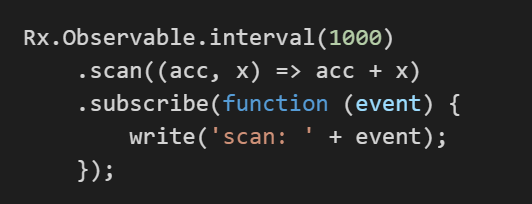 Rx.Observable.interval(1000)
    .scan((acc, x) => acc + x)
    .subscribe(function (event) {
        write('scan: ' + event);
    });